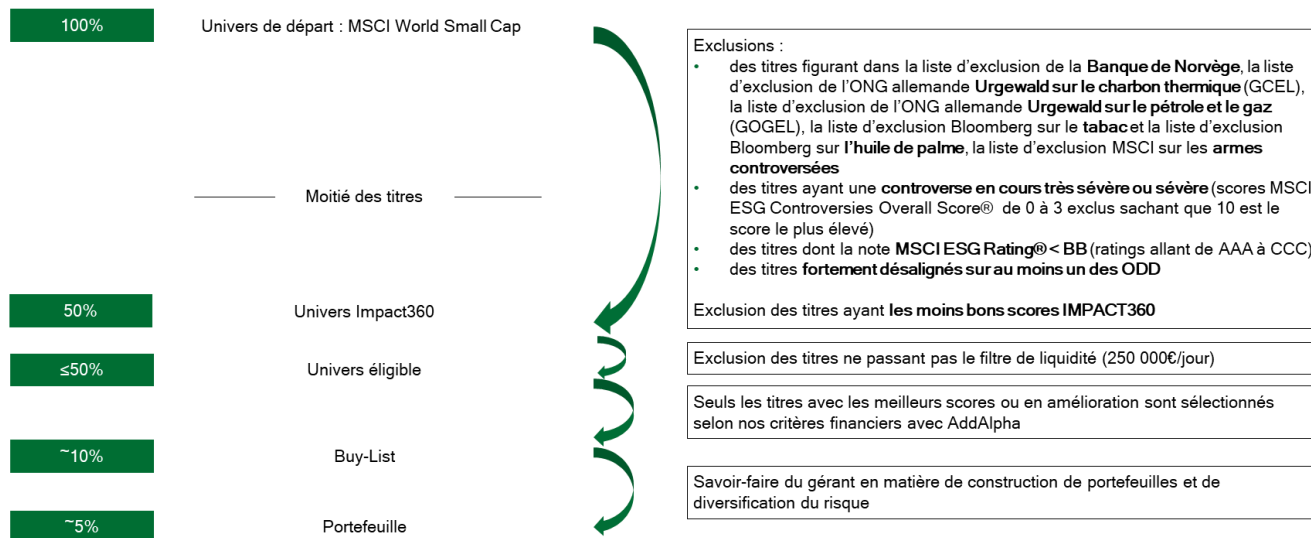 100%
Univers de départ : MSCI World Small Cap
Exclusions :
• des titres figurant dans la liste d'exclusion de la Banque de Norvège, la liste
d'exclusion de l'ONG allemande Urgewald sur le charbon thermique (GCEL),
la liste d'exclusion de l'ONG allemande Urgewald sur le pétrole et le gaz
(GOGEL), la liste d'exclusion Bloomberg sur le tabac et la liste d'exclusion
Bloomberg sur l'huile de palme, la liste d'exclusion MSCI sur les armes
controversées
• des titres ayant une controverse en cours très sévère ou sévère (scores MSCI
ESG Controversies Overall Score® de 0 à 3 exclus sachant que 10 est le
score le plus élevé)
• des titres dont la note MSCI ESG Rating® < BB (ratings allant de AAA à CCC)
• des titres fortement désalignés sur au moins un des ODD
Exclusion des titres ayant les moins bons scores IMPACT360
Moitié des titres
50%
Univers Impact360
Exclusion des titres ne passant pas le filtre de liquidité (250 000€/jour)
≤50%
Univers éligible
Seuls les titres avec les meilleurs scores ou en amélioration sont sélectionnés
selon nos critères financiers avec AddAlpha
~10%
Buy-List
Savoir-faire du gérant en matière de construction de portefeuilles et de
diversification du risque
~5%
Portefeuille